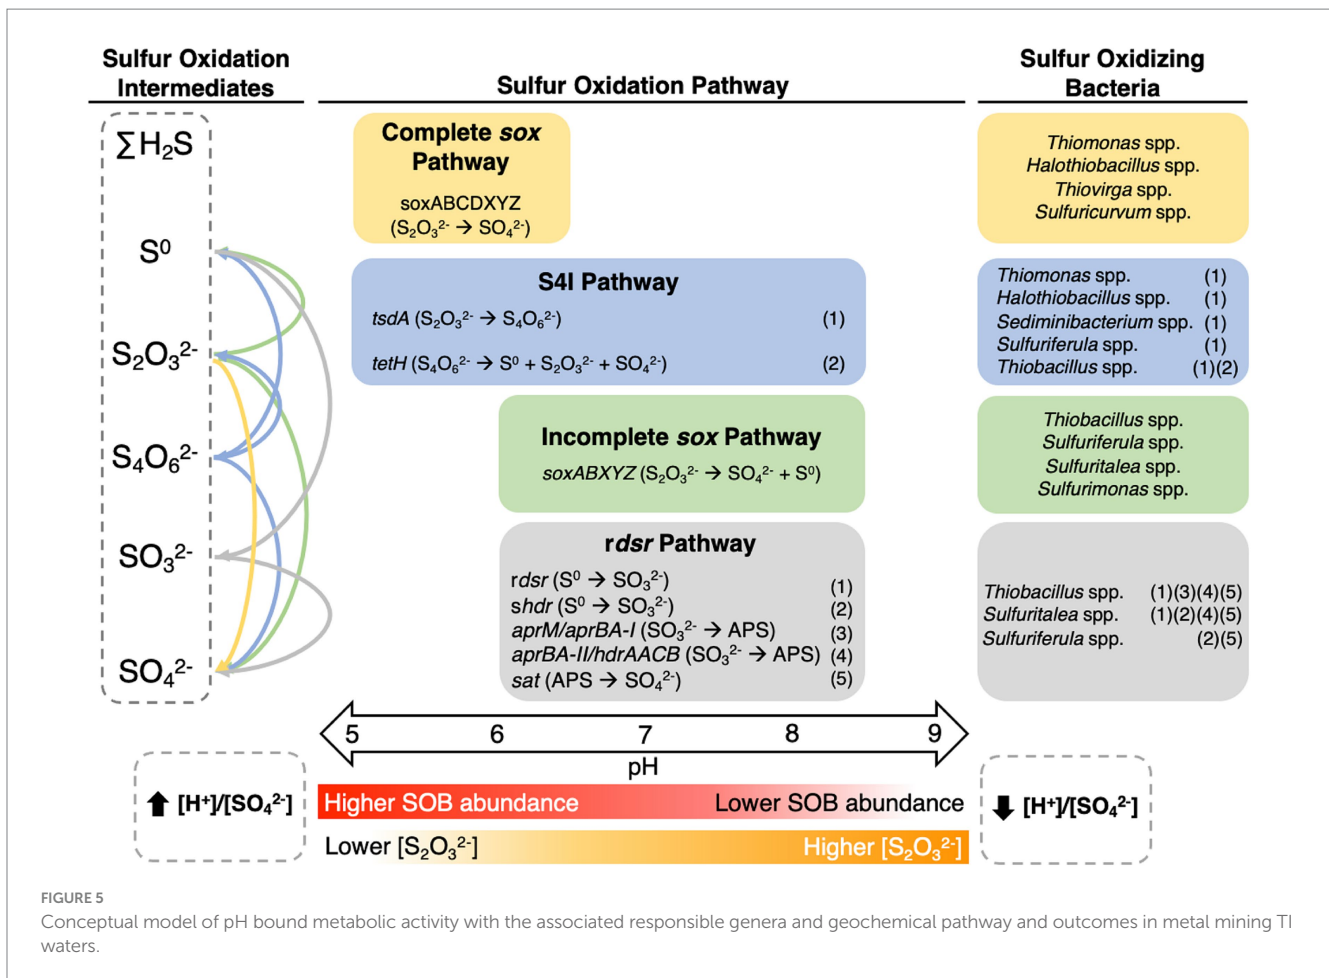 Sulfur Oxidation
Intermediates
Sulfur Oxidation Pathway
Sulfur Oxidizing
Bacteria
∑H₂S
S⁰
S₂O₃²⁻
S₄O₆²⁻
SO₃²⁻
SO₄²⁻
Complete sox
Pathway
soxABCDXYZ
(S₂O₃²⁻ → SO₄²⁻)
Thiomonas spp.
Halothiobacillus spp.
Thiovirga spp.
Sulfuricurvum spp.
S4I Pathway
tsdA (S₂O₃²⁻ → S₄O₆²⁻) (1)
tetH (S₄O₆²⁻ → S⁰ + S₂O₃²⁻ + SO₄²⁻) (2)
Thiomonas spp. (1)
Halothiobacillus spp. (1)
Sediminibacterium spp. (1)
Sulfuriferula spp. (1)
Thiobacillus spp. (1)(2)
Incomplete sox Pathway
soxABXYZ (S₂O₃²⁻ → SO₄²⁻ + S⁰)
Thiobacillus spp.
Sulfuriferula spp.
Sulfuritalea spp.
Sulfurimonas spp.
rdsr Pathway
rdsr (S⁰ → SO₃²⁻) (1)
shdr (S⁰ → SO₃²⁻) (2)
aprM/aprBA-I (SO₃²⁻ → APS) (3)
aprBA-II/hdrAACB (SO₃²⁻ → APS) (4)
sat (APS → SO₄²⁻) (5)
Thiobacillus spp. (1)(3)(4)(5)
Sulfuritalea spp. (1)(2)(4)(5)
Sulfuriferula spp. (2)(5)
5 6 7 8 9
pH
🡅 [H⁺]/[SO₄²⁻]
Higher SOB abundance Lower SOB abundance
Lower [S₂O₃²⁻] Higher [S₂O₃²⁻]
🡇 [H⁺]/[SO₄²⁻]
FIGURE 5
Conceptual model of pH bound metabolic activity with the associated responsible genera and geochemical pathway and outcomes in metal mining TI
waters.